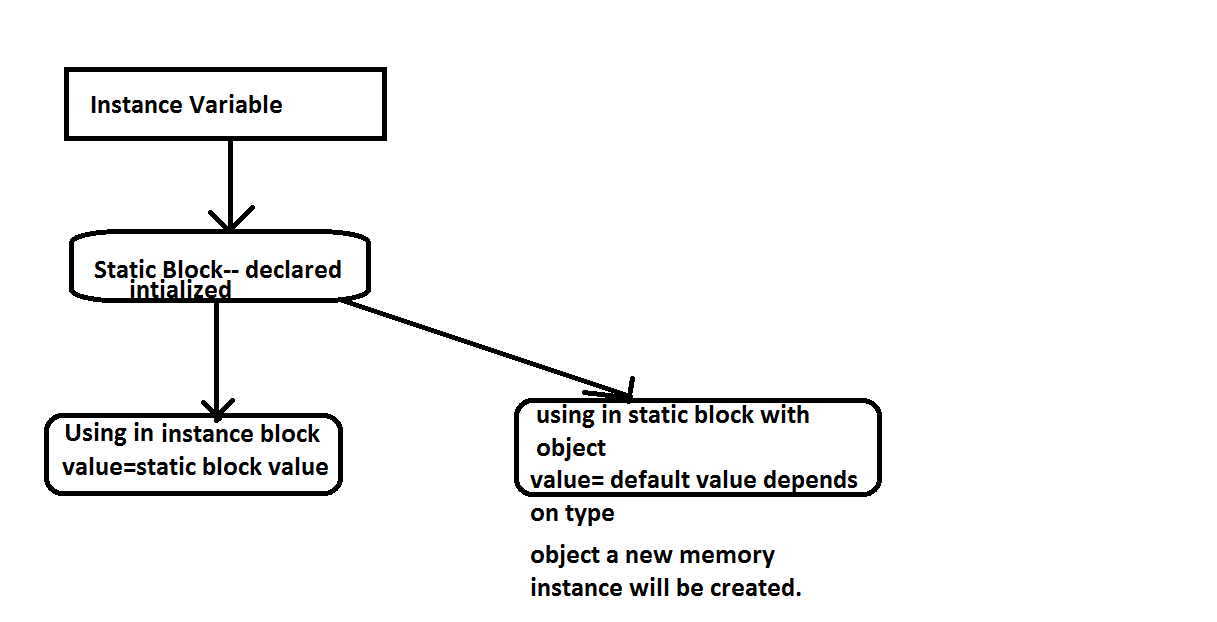 Instance Variable
Static Block-- declared
intialized
Using in instance block
value=static block value
using in static block with
object
value= default value depends
on type
object a new memory
instance will be created.